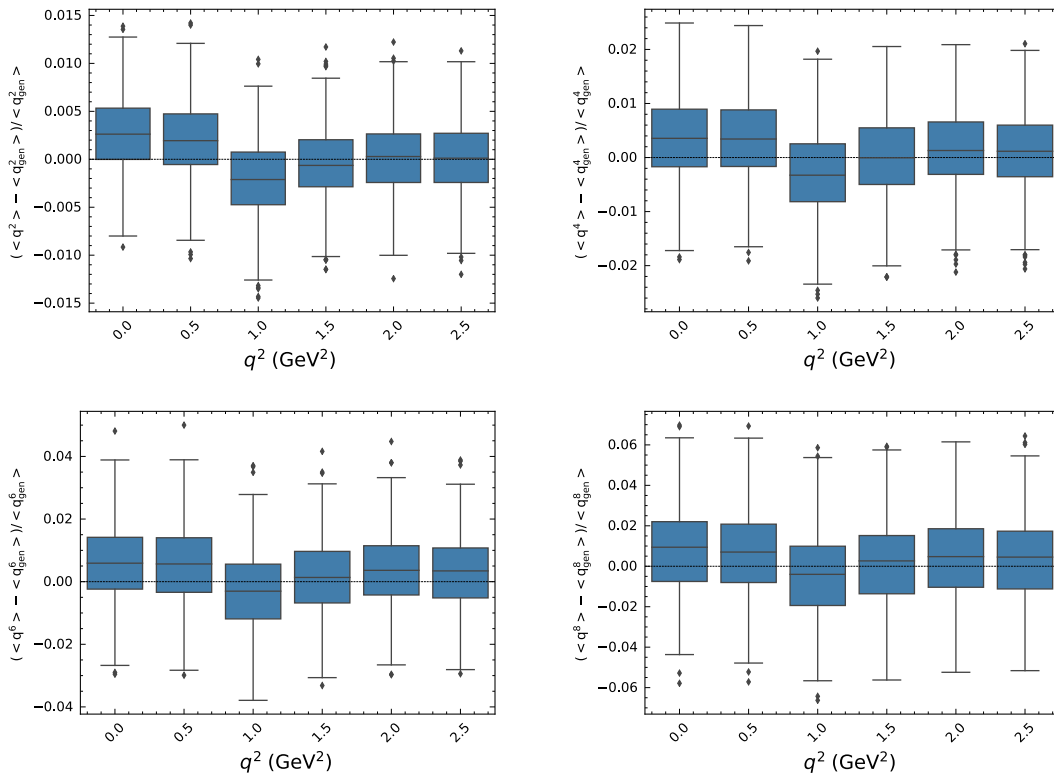 (<q²> − <q²gen>)/<q²gen>
0.015
0.010
0.005
0.000
−0.005
−0.010
−0.015
0.0 0.5 1.0 1.5 2.0 2.5
q² (GeV²)
(<q⁴> − <q⁴gen>)/<q⁴gen>
0.02
0.01
0.00
−0.01
−0.02
0.0 0.5 1.0 1.5 2.0 2.5
q² (GeV²)
(<q⁶> − <q⁶gen>)/<q⁶gen>
0.04
0.02
0.00
−0.02
−0.04
0.0 0.5 1.0 1.5 2.0 2.5
q² (GeV²)
(<q⁸> − <q⁸gen>)/<q⁸gen>
0.06
0.04
0.02
0.00
−0.02
−0.04
−0.06
0.0 0.5 1.0 1.5 2.0 2.5
q² (GeV²)